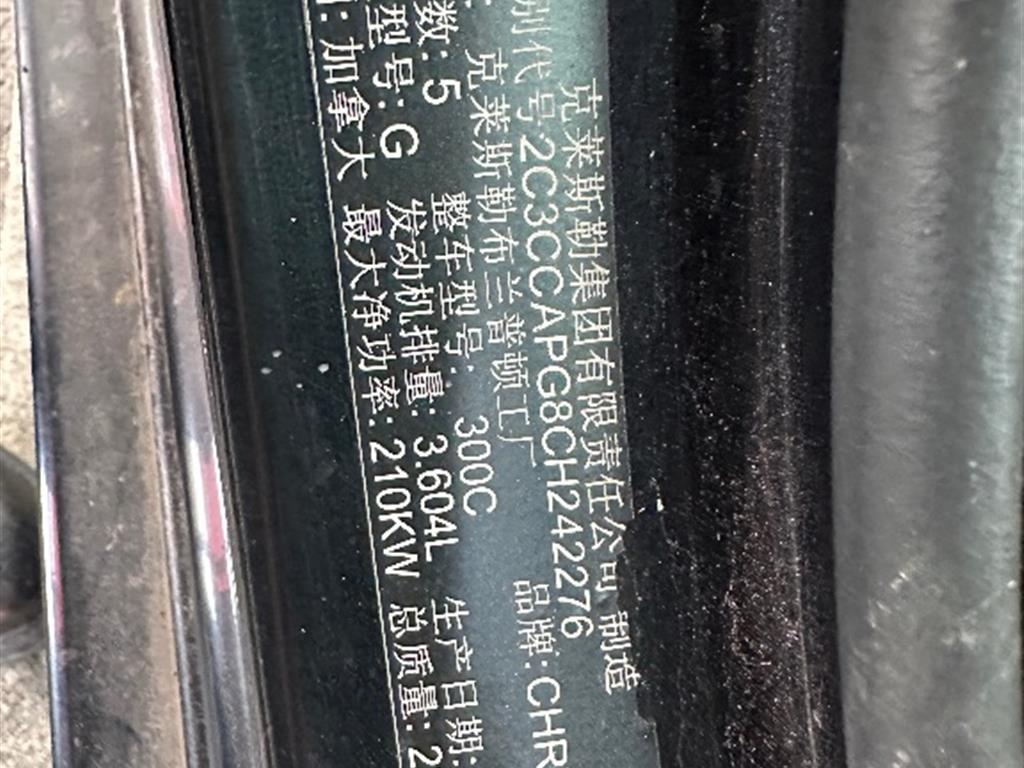 克莱斯勒集团有限责任公司 制造
别代号:2C3CCAPG8CH242276
克莱斯勒布兰普顿工厂 品牌:CHR
数:5 整车型号: 300C 生产日期:
型号:G 发动机排量: 3.604L 总质量: 2
加拿大 最大净功率:210KW